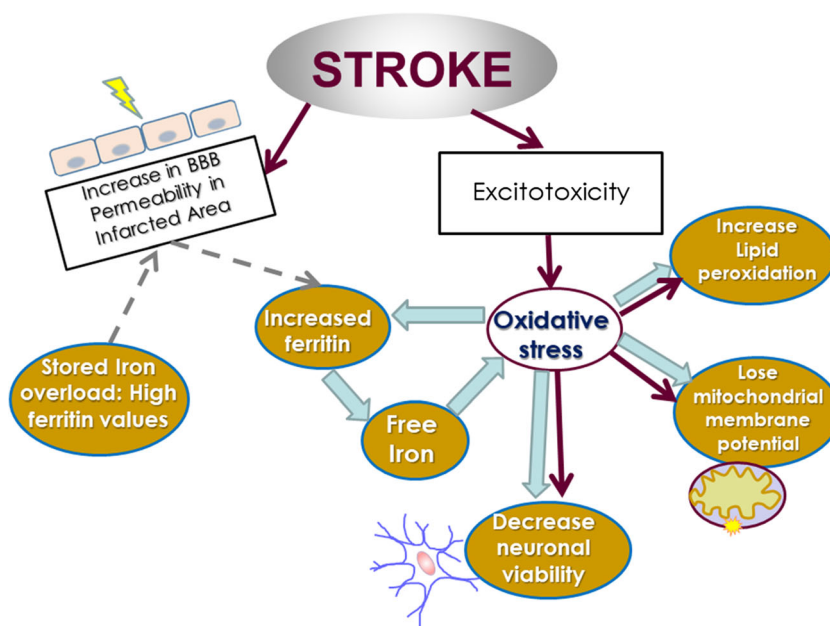 STROKE
Increase in BBB
Permeability in
Infarcted Area
Excitotoxicity
Increase
Lipid
peroxidation
Increased
ferritin
Oxidative
stress
Stored Iron
overload: High
ferritin values
Lose
mitochondrial
membrane
potential
Free
Iron
Decrease
neuronal
viability